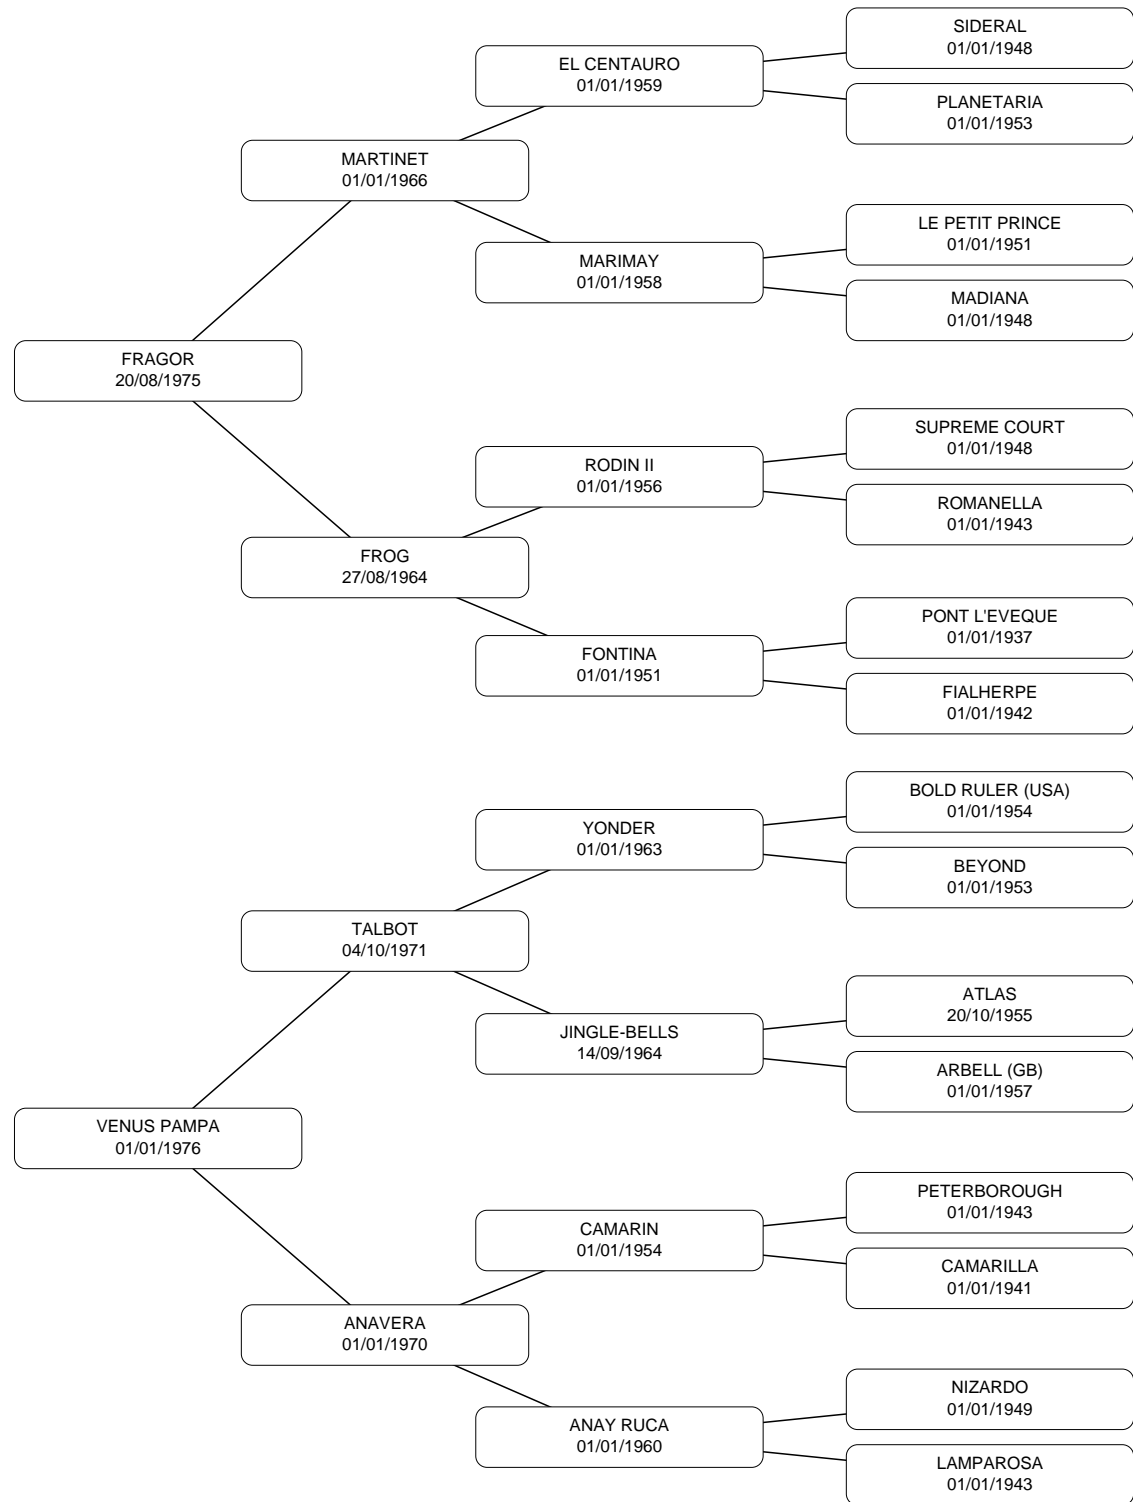 SIDERAL
01/01/1948
EL CENTAURO
01/01/1959
PLANETARIA
01/01/1953
MARTINET
01/01/1966
LE PETIT PRINCE
01/01/1951
MARIMAY
01/01/1958
MADIANA
01/01/1948
FRAGOR
20/08/1975
SUPREME COURT
01/01/1948
RODIN II
01/01/1956
ROMANELLA
01/01/1943
FROG
27/08/1964
PONT L'EVEQUE
01/01/1937
FONTINA
01/01/1951
FIALHERPE
01/01/1942
BOLD RULER (USA)
01/01/1954
YONDER
01/01/1963
BEYOND
01/01/1953
TALBOT
04/10/1971
ATLAS
20/10/1955
JINGLE-BELLS
14/09/1964
ARBELL (GB)
01/01/1957
VENUS PAMPA
01/01/1976
PETERBOROUGH
01/01/1943
CAMARIN
01/01/1954
CAMARILLA
01/01/1941
ANAVERA
01/01/1970
NIZARDO
01/01/1949
ANAY RUCA
01/01/1960
LAMPAROSA
01/01/1943